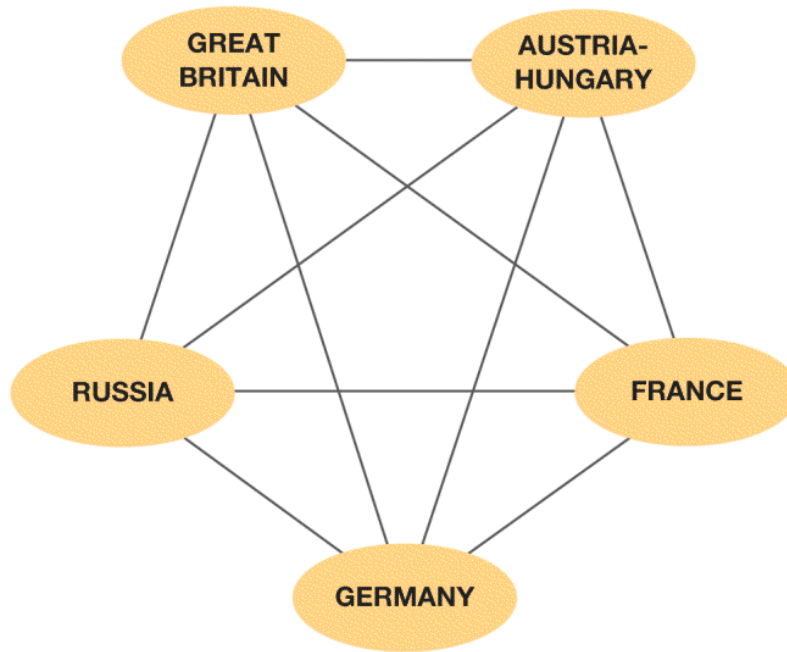 GREAT
BRITAIN
AUSTRIA-
HUNGARY
RUSSIA
FRANCE
GERMANY